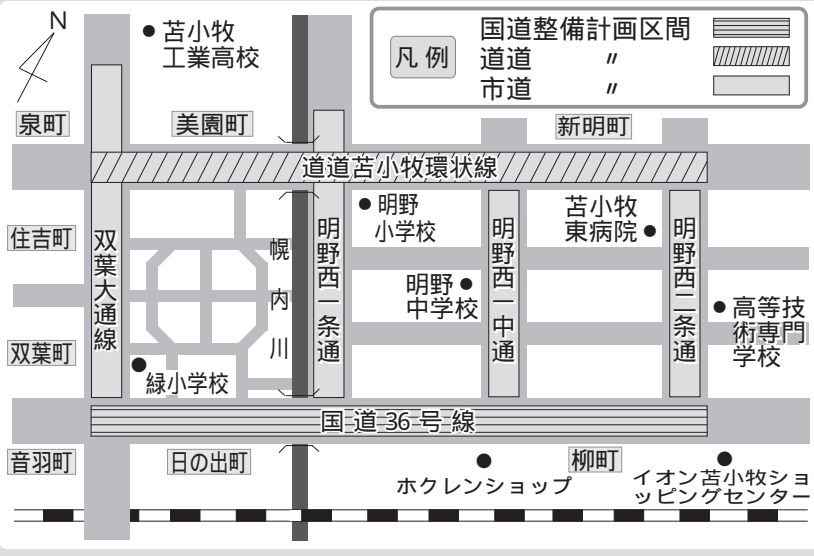 N
苫小牧
工業高校
凡例
国道整備計画区間
道道　〃
市道　〃
泉町
美園町
新明町
道道苫小牧環状線
住吉町
双葉大通線
幌内川
明野西一条通
明野
小学校
明野西一中通
苫小牧
東病院
明野西二条通
明野
中学校
高等技
術専門
学校
双葉町
緑小学校
国道36号線
音羽町
日の出町
柳町
ホクレンショップ
イオン苫小牧ショ
ッピングセンター